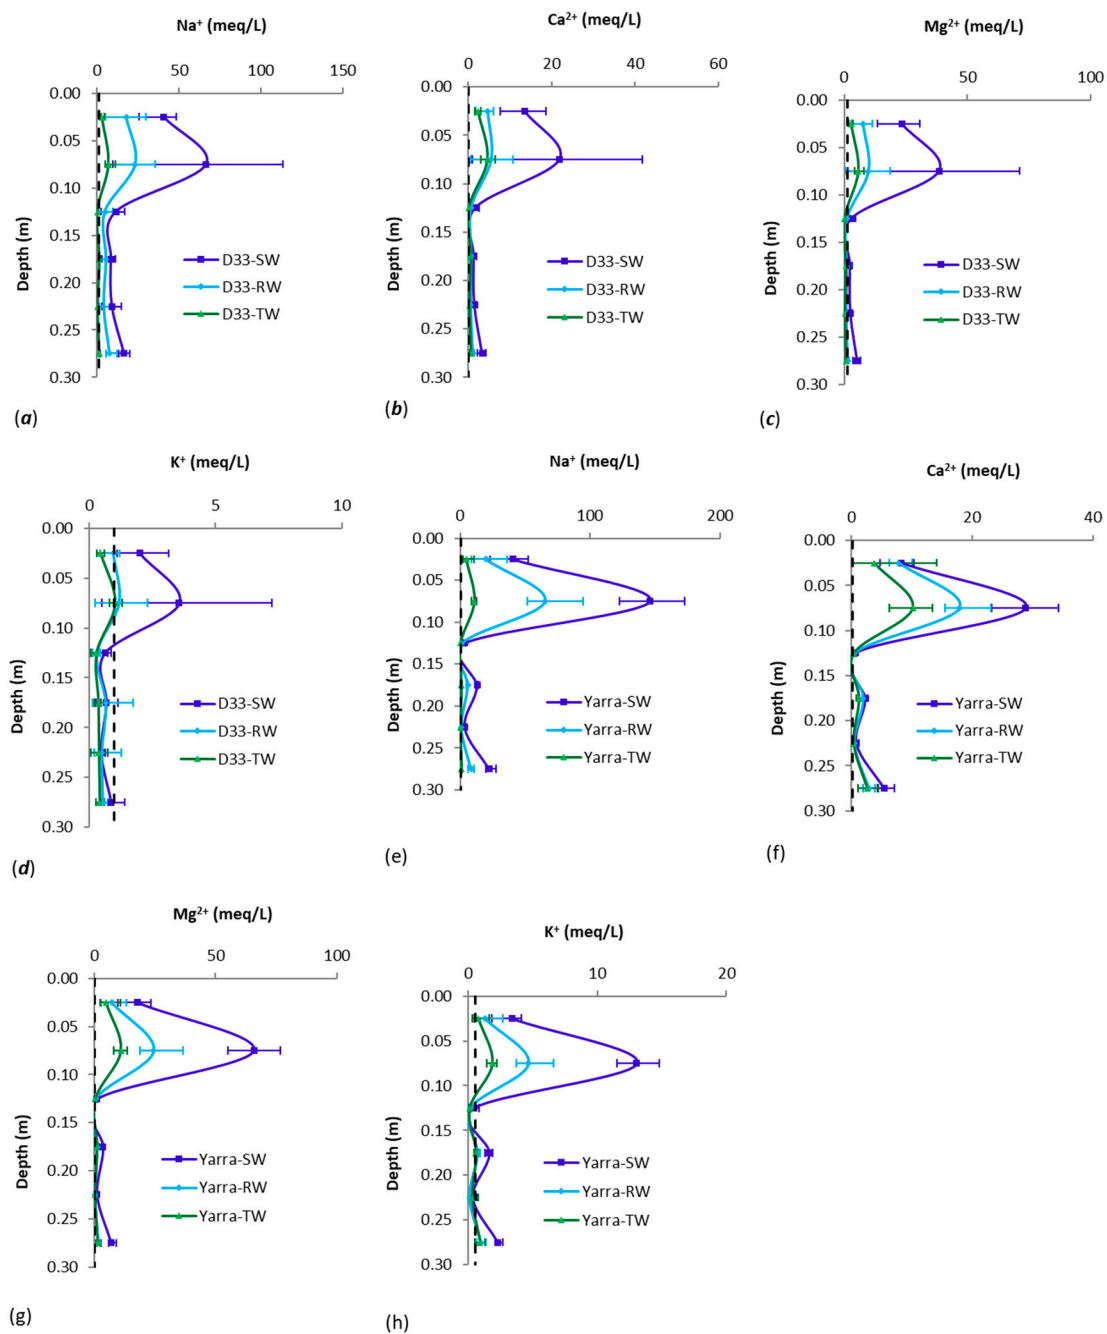 Na⁺ (meq/L)
0 50 100 150
0.00
0.05
0.10
0.15
0.20
0.25
0.30
Depth (m)
D33-SW
D33-RW
D33-TW
(a)
Ca²⁺ (meq/L)
0 20 40 60
0.00
0.05
0.10
0.15
0.20
0.25
0.30
Depth (m)
D33-SW
D33-RW
D33-TW
(b)
Mg²⁺ (meq/L)
0 50 100
0.00
0.05
0.10
0.15
0.20
0.25
0.30
Depth (m)
D33-SW
D33-RW
D33-TW
(c)
K⁺ (meq/L)
0 5 10
0.00
0.05
0.10
0.15
0.20
0.25
0.30
Depth (m)
D33-SW
D33-RW
D33-TW
(d)
Na⁺ (meq/L)
0 100 200
0.00
0.05
0.10
0.15
0.20
0.25
0.30
Depth (m)
Yarra-SW
Yarra-RW
Yarra-TW
(e)
Ca²⁺ (meq/L)
0 20 40
0.00
0.05
0.10
0.15
0.20
0.25
0.30
Depth (m)
Yarra-SW
Yarra-RW
Yarra-TW
(f)
Mg²⁺ (meq/L)
0 50 100
0.00
0.05
0.10
0.15
0.20
0.25
0.30
Depth (m)
Yarra-SW
Yarra-RW
Yarra-TW
(g)
K⁺ (meq/L)
0 10 20
0.00
0.05
0.10
0.15
0.20
0.25
0.30
Depth (m)
Yarra-SW
Yarra-RW
Yarra-TW
(h)